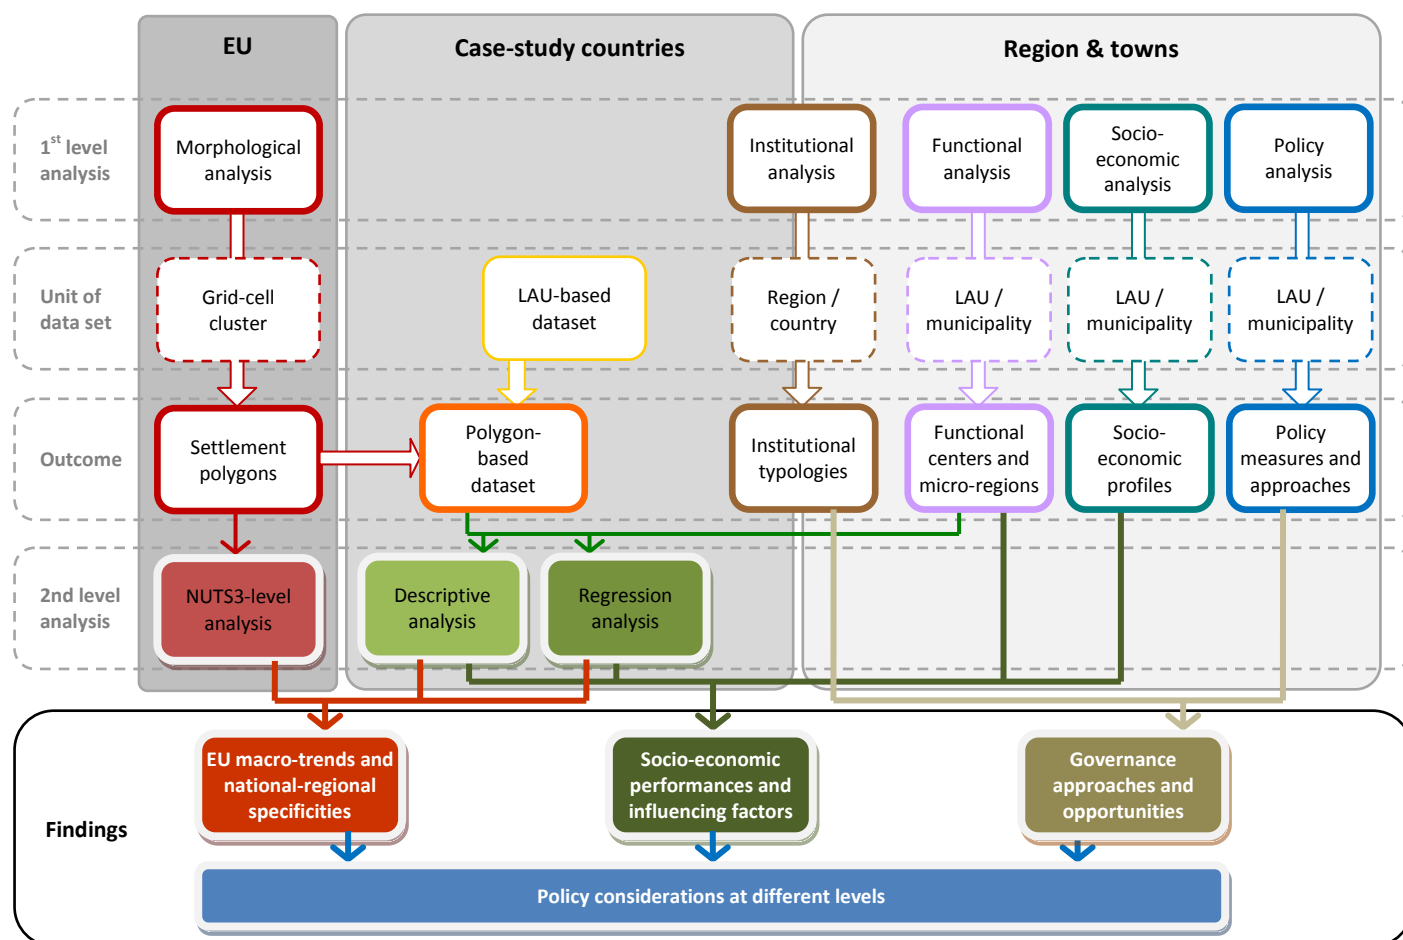 EU
Case-study countries
Region & towns
1st level
analysis
Morphological
analysis
Institutional
analysis
Functional
analysis
Socio-
economic
analysis
Policy
analysis
Unit of
data set
Grid-cell
cluster
LAU-based
dataset
Region /
country
LAU /
municipality
LAU /
municipality
LAU /
municipality
Outcome
Settlement
polygons
Polygon-
based
dataset
Institutional
typologies
Functional
centers and
micro-regions
Socio-
economic
profiles
Policy
measures and
approaches
2nd level
analysis
NUTS3-level
analysis
Descriptive
analysis
Regression
analysis
Findings
EU macro-trends and
national-regional
specificities
Socio-economic
performances and
influencing factors
Governance
approaches and
opportunities
Policy considerations at different levels